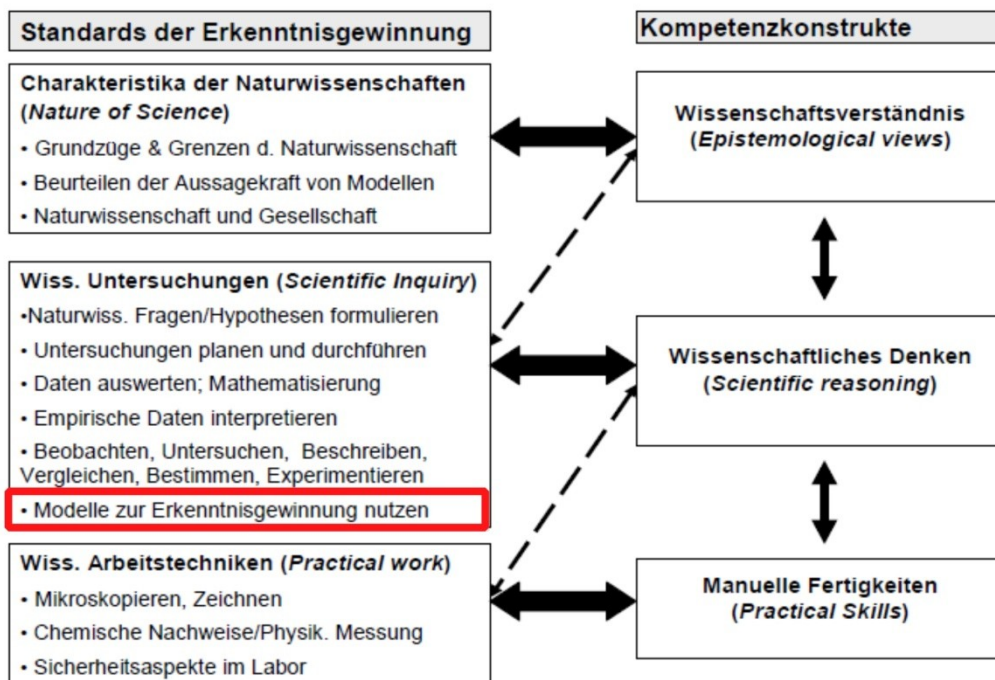 Standards der Erkenntnisgewinnung
Charakteristika der Naturwissenschaften
(Nature of Science)
• Grundzüge & Grenzen d. Naturwissenschaft
• Beurteilen der Aussagekraft von Modellen
• Naturwissenschaft und Gesellschaft
Wiss. Untersuchungen (Scientific Inquiry)
•Naturwiss. Fragen/Hypothesen formulieren
• Untersuchungen planen und durchführen
• Daten auswerten; Mathematisierung
• Empirische Daten interpretieren
• Beobachten, Untersuchen, Beschreiben,
Vergleichen, Bestimmen, Experimentieren
• Modelle zur Erkenntnisgewinnung nutzen
Wiss. Arbeitstechniken (Practical work)
• Mikroskopieren, Zeichnen
• Chemische Nachweise/Physik. Messung
• Sicherheitsaspekte im Labor
Kompetenzkonstrukte
Wissenschaftsverständnis
(Epistemological views)
Wissenschaftliches Denken
(Scientific reasoning)
Manuelle Fertigkeiten
(Practical Skills)